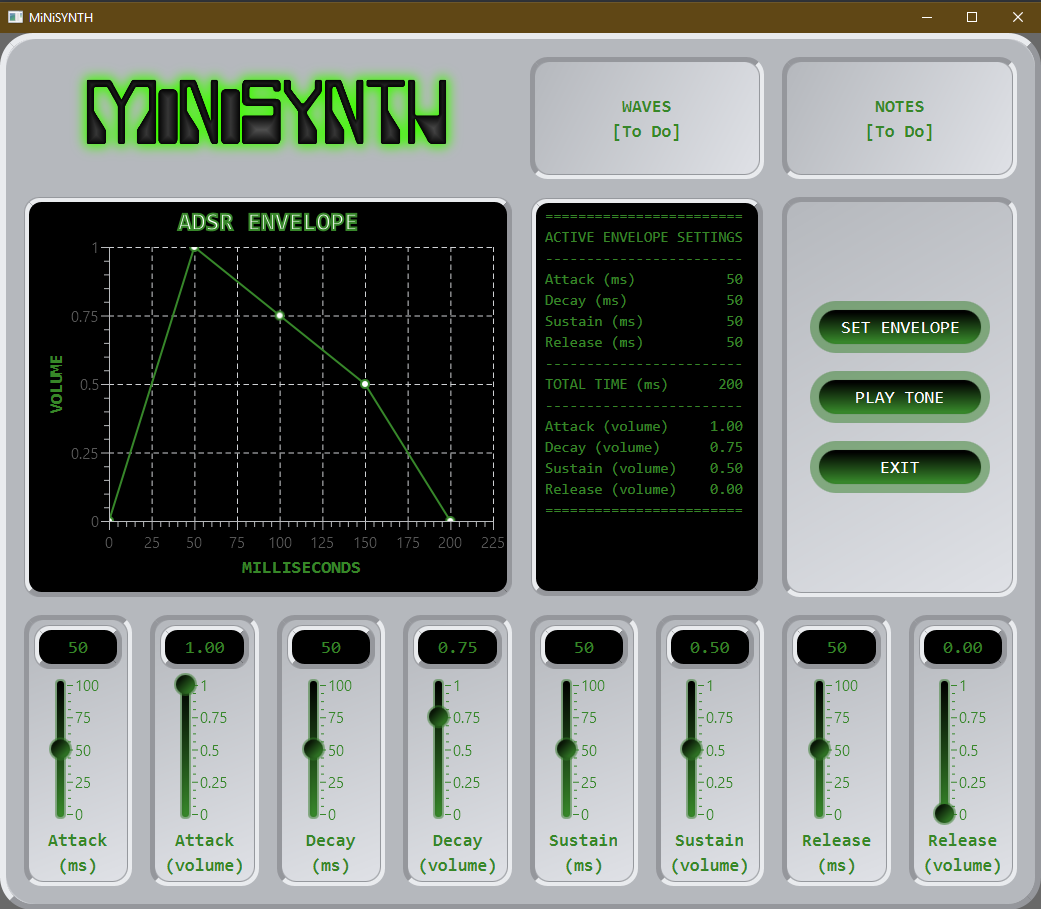 MiNiSYNTH
MiNiSYNTH
WAVES
[To Do]
NOTES
[To Do]
ADSR ENVELOPE
1
0.75
0.5
0.25
0
VOLUME
0 25 50 75 100 125 150 175 200 225
MILLISECONDS
========================
ACTIVE ENVELOPE SETTINGS
------------------------
Attack (ms) 50
Decay (ms) 50
Sustain (ms) 50
Release (ms) 50
------------------------
TOTAL TIME (ms) 200
------------------------
Attack (volume) 1.00
Decay (volume) 0.75
Sustain (volume) 0.50
Release (volume) 0.00
========================
SET ENVELOPE
PLAY TONE
EXIT
50
100
75
50
25
0
Attack
(ms)
1.00
1
0.75
0.5
0.25
0
Attack
(volume)
50
100
75
50
25
0
Decay
(ms)
0.75
1
0.75
0.5
0.25
0
Decay
(volume)
50
100
75
50
25
0
Sustain
(ms)
0.50
1
0.75
0.5
0.25
0
Sustain
(volume)
50
100
75
50
25
0
Release
(ms)
0.00
1
0.75
0.5
0.25
0
Release
(volume)